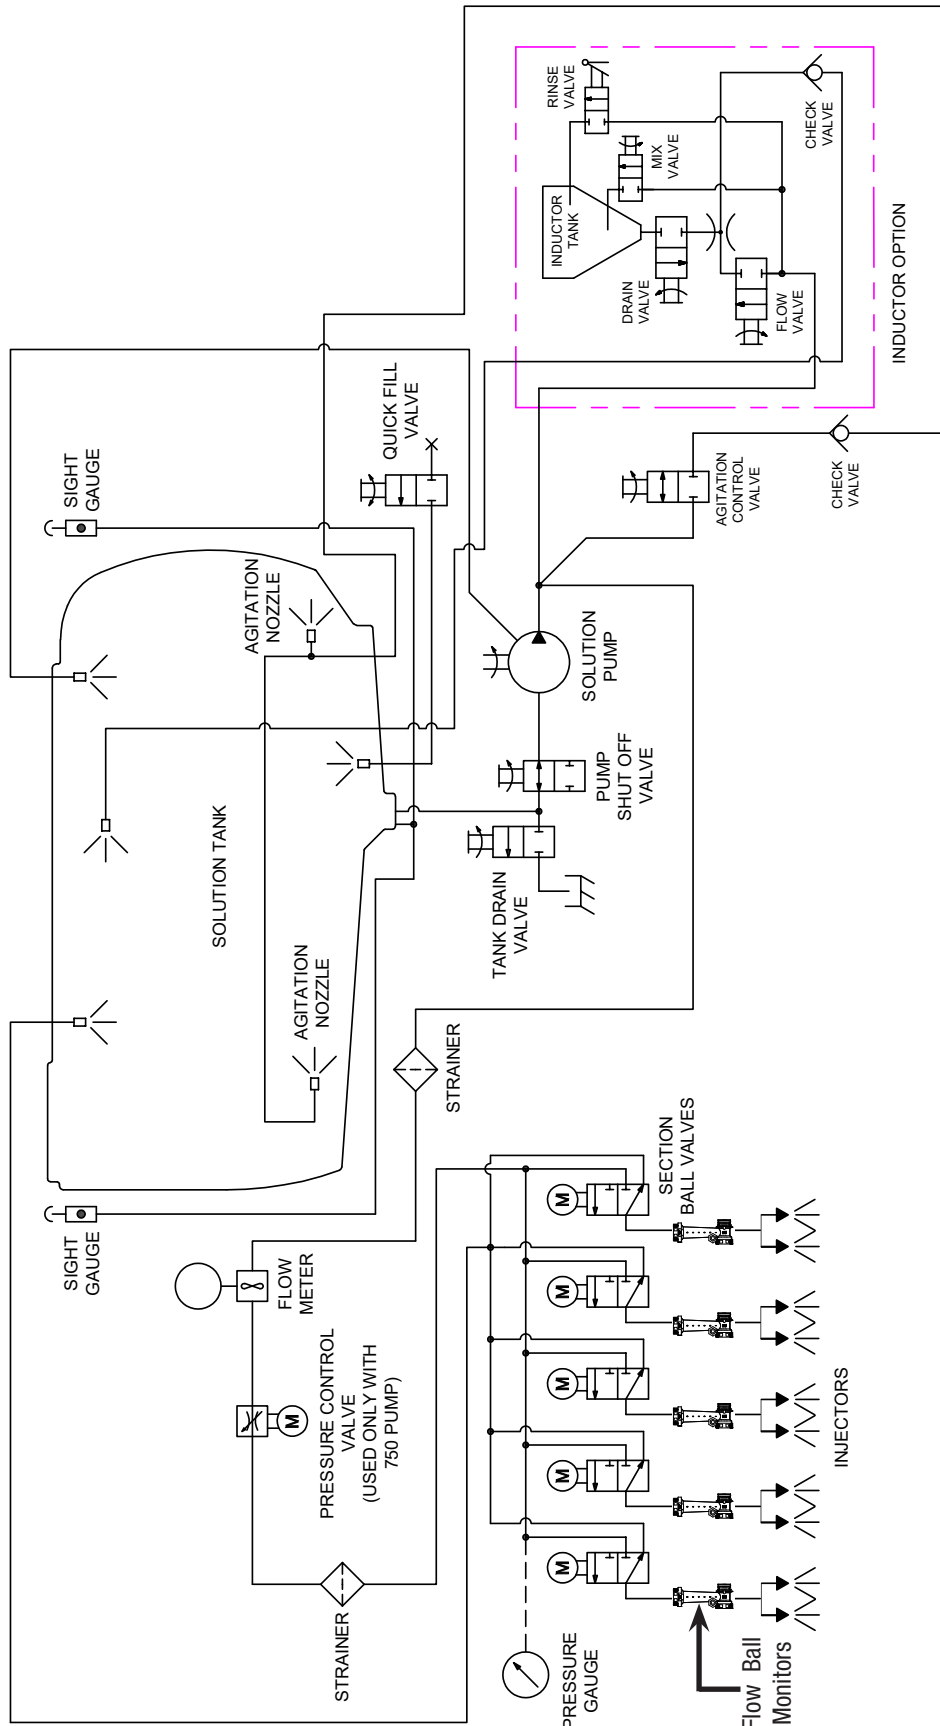 RINSE
VALVE
MIX
VALVE
CHECK
VALVE
INDUCTOR
TANK
DRAIN
VALVE
FLOW
VALVE
INDUCTOR OPTION
QUICK FILL
VALVE
SIGHT
GAUGE
AGITATION
CONTROL
VALVE
CHECK
VALVE
AGITATION
NOZZLE
SOLUTION
PUMP
PUMP
SHUT OFF
VALVE
SOLUTION TANK
TANK DRAIN
VALVE
AGITATION
NOZZLE
STRAINER
SECTION
BALL VALVES
SIGHT
GAUGE
FLOW
METER
M
PRESSURE CONTROL
VALVE
(USED ONLY WITH
750 PUMP)
M
M
M
M
M
INJECTORS
STRAINER
PRESSURE
GAUGE
Flow Ball
Monitors